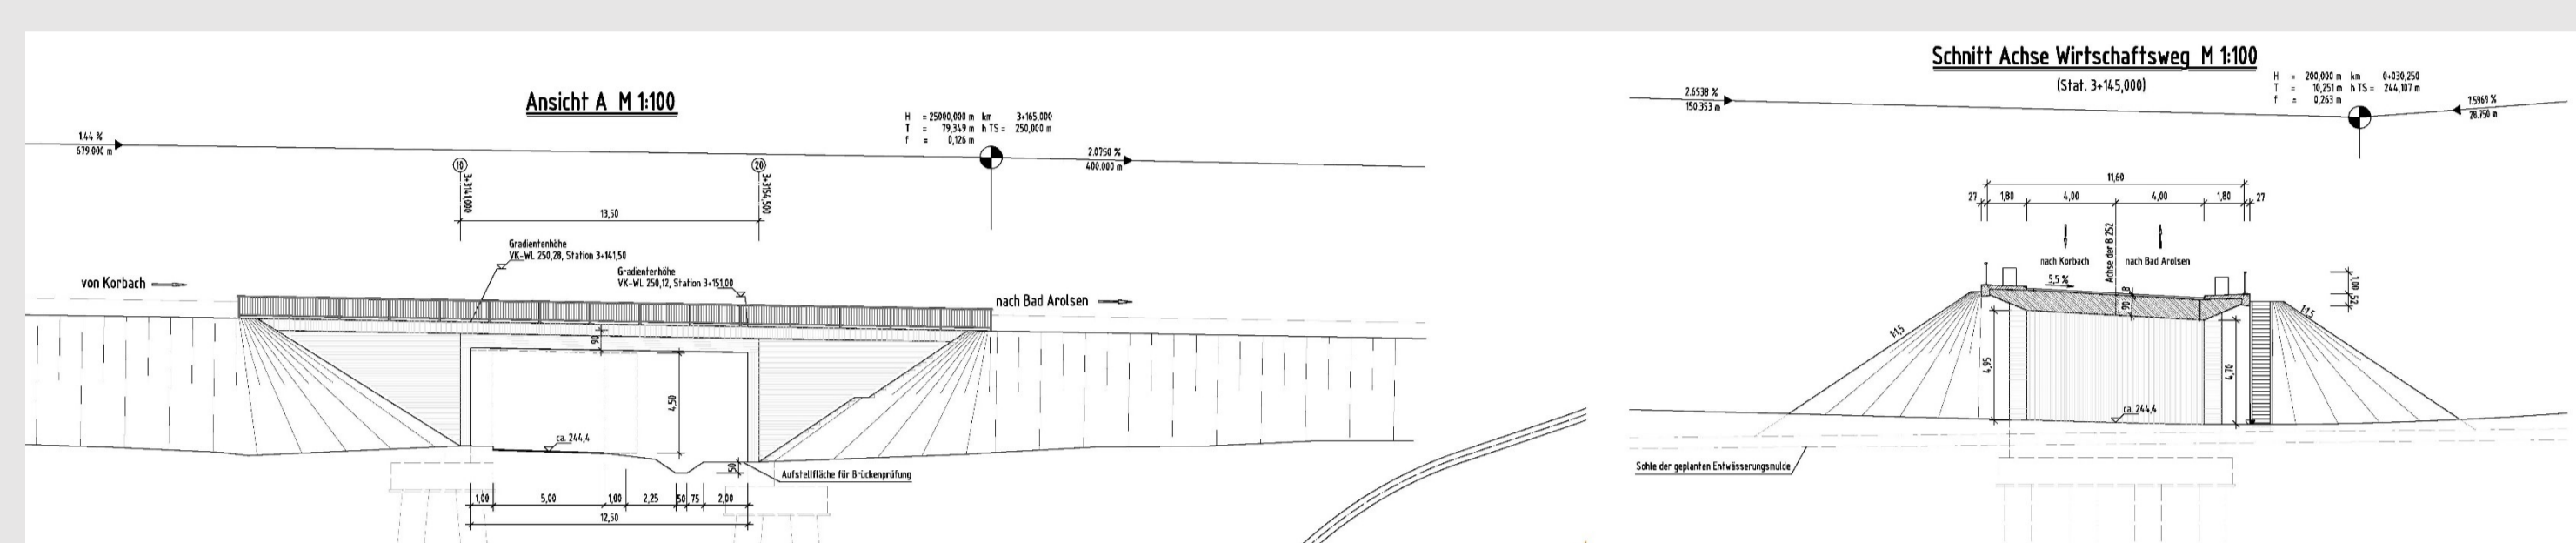 Ansicht A M 1:100
1.44 %
679.000 m
H = 25000,000 m km 3+165,000
T = 79,349 m h TS = 250,000 m
f = 0,126 m
2.0750 %
400.000 m
10
3+141,000
20
3+154,500
13,50
Gradientenhöhe
VK-WL 250,28, Station 3+141,50
Gradientenhöhe
VK-WL 250,12, Station 3+151,00
von Korbach
nach Bad Arolsen
90
4,50
ca. 244,4
50
Aufstellfläche für Brückenprüfung
1,00 5,00 1,00 2,25 50 75 2,00
12,50
Schnitt Achse Wirtschaftsweg M 1:100
(Stat. 3+145,000)
2.6538 %
150.353 m
H = 200,000 m km 0+030,250
T = 10,251 m h TS = 244,107 m
f = 0,263 m
7.5969 %
28.750 m
11,60
27 1,80 4,00 4,00 1,80 27
Achse der B 252
nach Korbach
nach Bad Arolsen
5,5 %
90 8
1,00
52
1:1,5
1:1,5
4,95
4,70
ca. 244,4
Sohle der geplanten Entwässerungsmulde